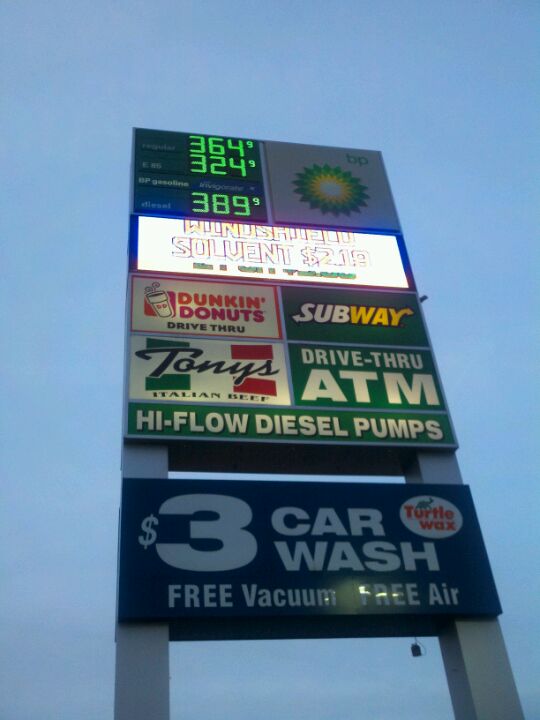 regular 364 9
E 85 324 9
BP gasoline Invigorate
diesel 389 9
bp
WINDSHIELD
SOLVENT $2.19
DD
DUNKIN'
DONUTS
DRIVE THRU
SUBWAY
Tonys
ITALIAN BEEF
DRIVE-THRU
ATM
HI-FLOW DIESEL PUMPS
$3 CAR
WASH
Turtle
wax
FREE Vacuum FREE Air